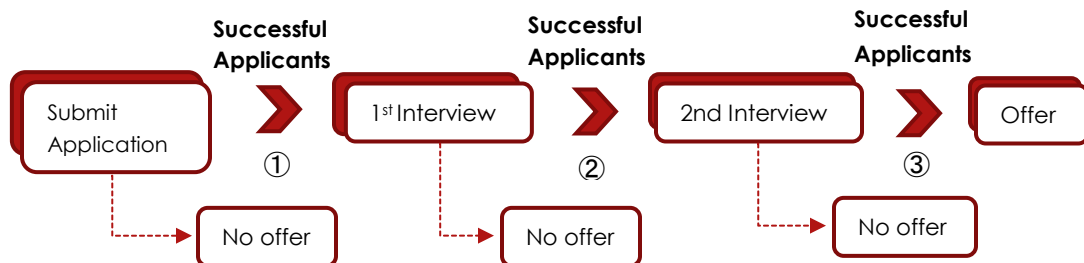 Successful
Applicants
Successful
Applicants
Successful
Applicants
Submit
Application
1st Interview
2nd Interview
Offer
①
②
③
No offer
No offer
No offer